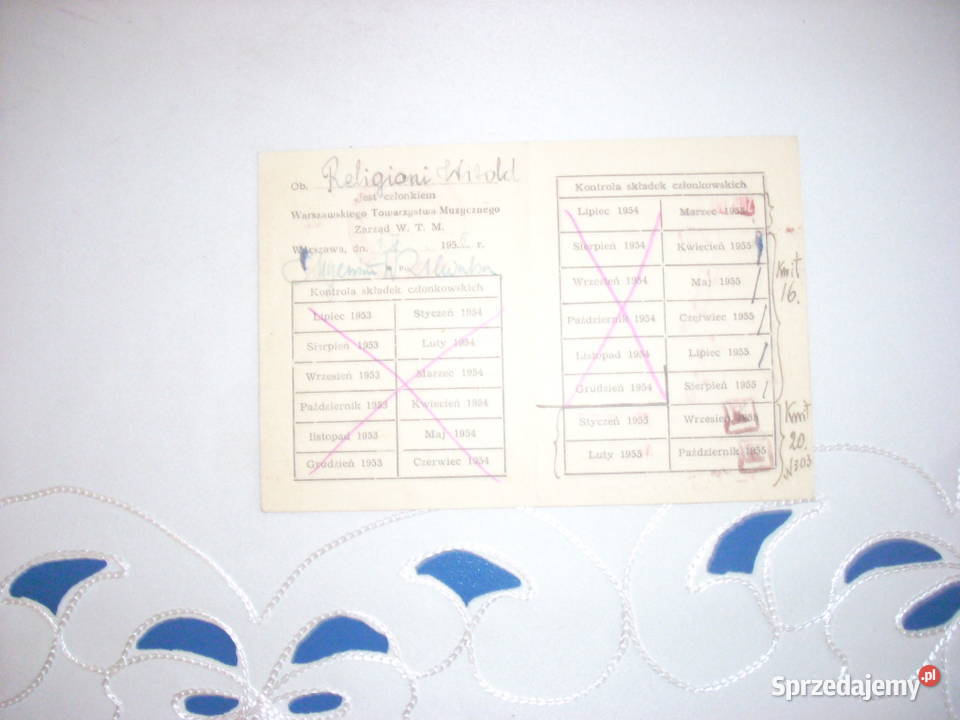 Ob. Religioni Witold
Jest członkiem
Warszawskiego Towarzystwa Muzycznego
Zarząd W. T. M.
Warszawa, dn. 195 r.
Kontrola składek członkowskich
Lipiec 1953 Styczeń 1954
Sierpień 1953 Luty 1954
Wrzesień 1953 Marzec 1954
Październik 1953 Kwiecień 1954
listopad 1953 Maj 1954
Grudzień 1953 Czerwiec 1954
Kontrola składek członkowskich
Lipiec 1954 Marzec 1955
Sierpień 1954 Kwiecień 1955
Wrzesień 1954 Maj 1955
Październik 1954 Czerwiec 1955
Listopad 1954 Lipiec 1955
Grudzień 1954 Sierpień 1955
Styczeń 1955 Wrzesień 1955
Luty 1955 Październik 1955
Kwit
16.
Kwit
20.
Sprzedajemy.pl